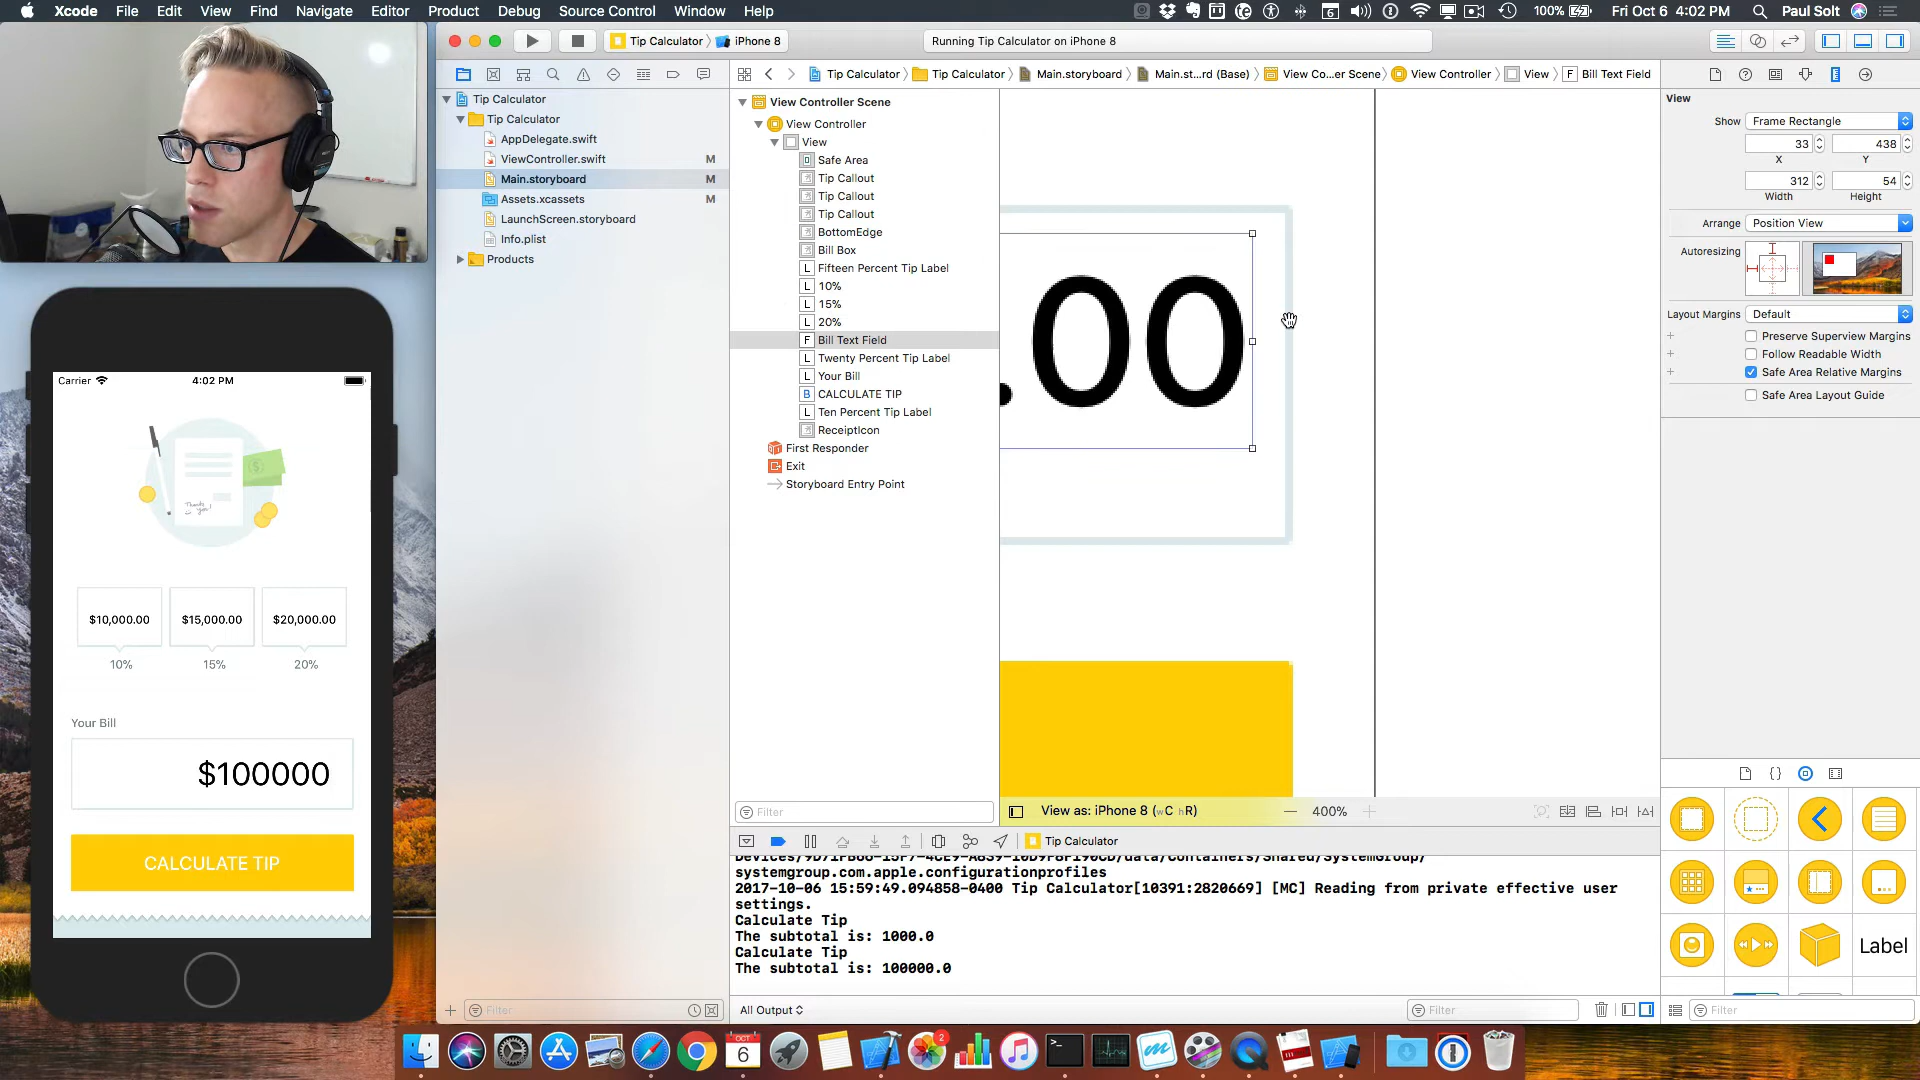 Xcode File Edit View Find Navigate Editor Product Debug Source Control Window Help
100% Fri Oct 6 4:02 PM Paul Solt
Tip Calculator iPhone 8
Running Tip Calculator on iPhone 8
Tip Calculator Tip Calculator Main.storyboard Main.st...rd (Base) View Co...er Scene View Controller View F Bill Text Field
Tip Calculator
Tip Calculator
AppDelegate.swift
ViewController.swift M
Main.storyboard M
Assets.xcassets M
LaunchScreen.storyboard
Info.plist
Products
Filter
View Controller Scene
View Controller
View
Safe Area
Tip Callout
Tip Callout
Tip Callout
BottomEdge
Bill Box
L Fifteen Percent Tip Label
L 10%
L 15%
L 20%
F Bill Text Field
L Twenty Percent Tip Label
L Your Bill
B CALCULATE TIP
L Ten Percent Tip Label
ReceiptIcon
First Responder
Exit
Storyboard Entry Point
Filter
.00
View as: iPhone 8 (wC hR)
400%
Tip Calculator
systemgroup.com.apple.configurationprofiles
2017-10-06 15:59:49.094858-0400 Tip Calculator[10391:2820669] [MC] Reading from private effective user
settings.
Calculate Tip
The subtotal is: 1000.0
Calculate Tip
The subtotal is: 100000.0
All Output
Filter
View
Show Frame Rectangle
33 438
X Y
312 54
Width Height
Arrange Position View
Autoresizing
Layout Margins Default
Preserve Superview Margins
Follow Readable Width
Safe Area Relative Margins
Safe Area Layout Guide
Label
Filter
Carrier 4:02 PM
Thank you!
$10,000.00 $15,000.00 $20,000.00
10% 15% 20%
Your Bill
$100000
CALCULATE TIP
OCT
6
2